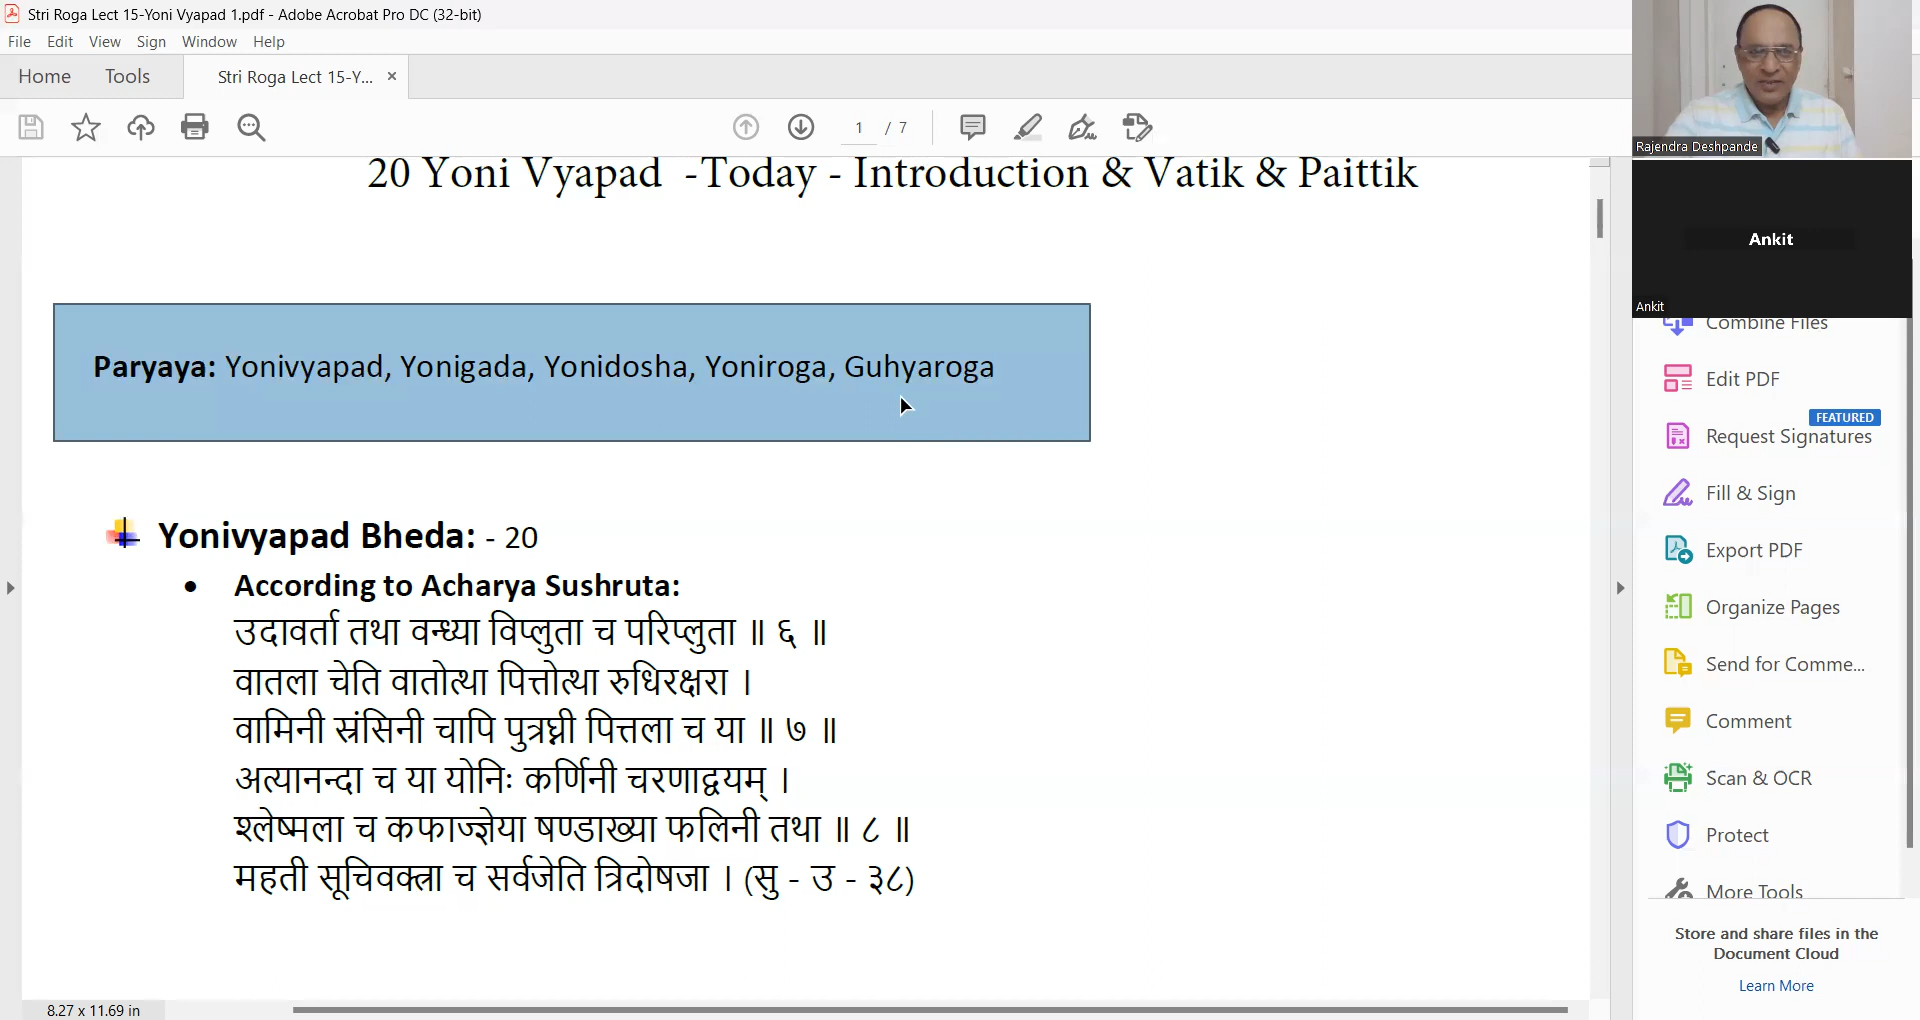 Stri Roga Lect 15-Yoni Vyapad 1.pdf - Adobe Acrobat Pro DC (32-bit)
File Edit View Sign Window Help
Home Tools Stri Roga Lect 15-Y... ×
1 / 7
20 Yoni Vyapad -Today - Introduction & Vatik & Paittik
Paryaya: Yonivyapad, Yonigada, Yonidosha, Yoniroga, Guhyaroga
Yonivyapad Bheda: - 20
• According to Acharya Sushruta:
उदावर्ता तथा वन्ध्या विप्लुता च परिप्लुता ॥ ६ ॥
वातला चेति वातोत्था पित्तोत्था रुधिरक्षरा ।
वामिनी स्रंसिनी चापि पुत्रघ्नी पित्तला च या ॥ ७ ॥
अत्यानन्दा च या योनिः कर्णिनी चरणाद्वयम् ।
श्लेष्मला च कफाज्ज्ञेया षण्डाख्या फलिनी तथा ॥ ८ ॥
महती सूचिवक्त्रा च सर्वजेति त्रिदोषजा । (सु - उ - ३८)
8.27 x 11.69 in
Rajendra Deshpande
Ankit
Ankit
Combine Files
Edit PDF
FEATURED
Request Signatures
Fill & Sign
Export PDF
Organize Pages
Send for Comme...
Comment
Scan & OCR
Protect
More Tools
Store and share files in the
Document Cloud
Learn More